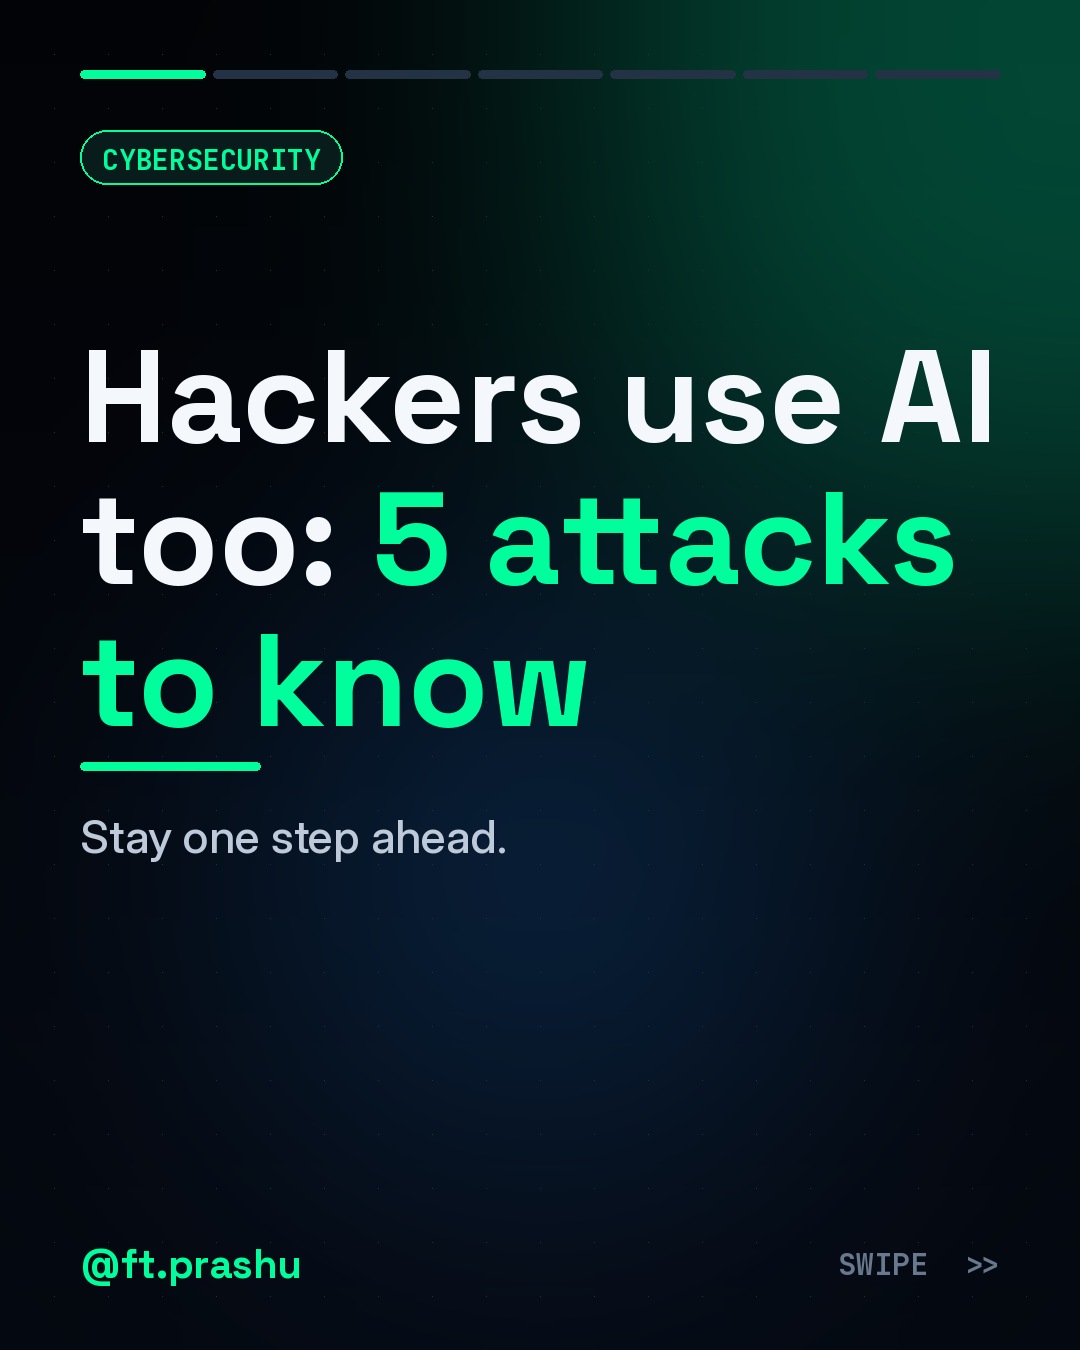 CYBERSECURITY
Hackers use AI
too: 5 attacks
to know
Stay one step ahead.
@ft.prashu
SWIPE >>